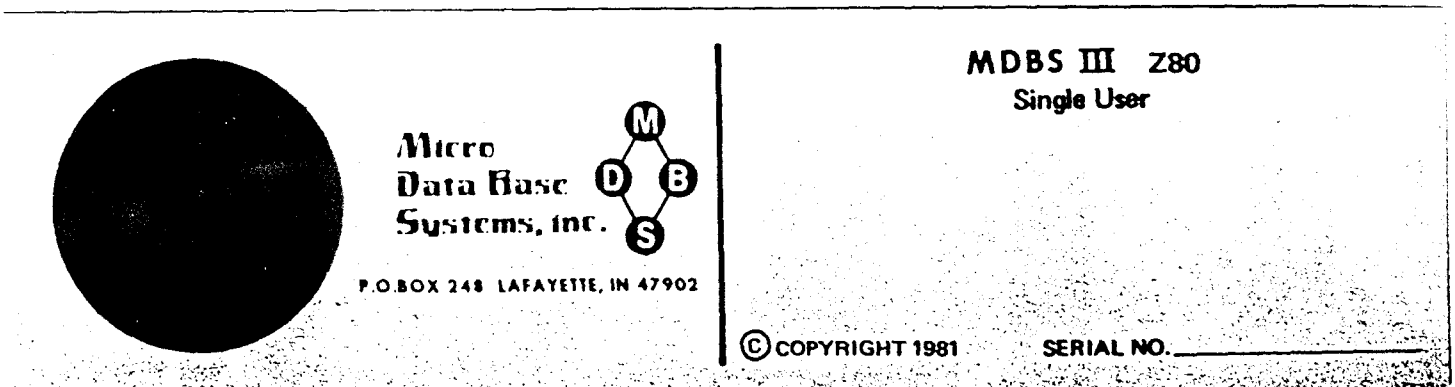 Micro
Data Base
Systems, inc.
M
D B
S
P.O.BOX 248 LAFAYETTE, IN 47902
MDBS III Z80
Single User
© COPYRIGHT 1981 SERIAL NO.